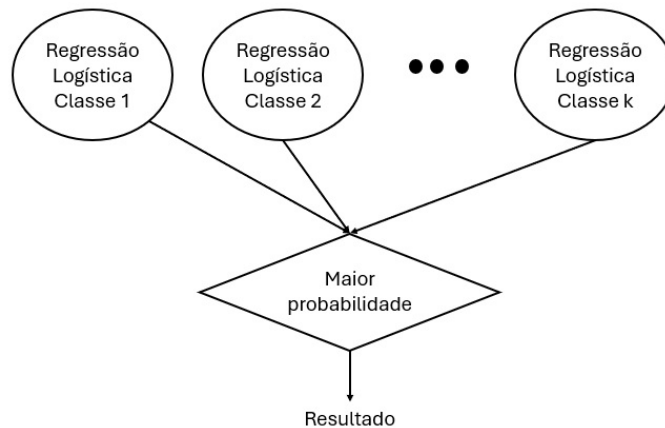 Regressão
Logística
Classe 1
Regressão
Logística
Classe 2
Regressão
Logística
Classe k
Maior
probabilidade
Resultado